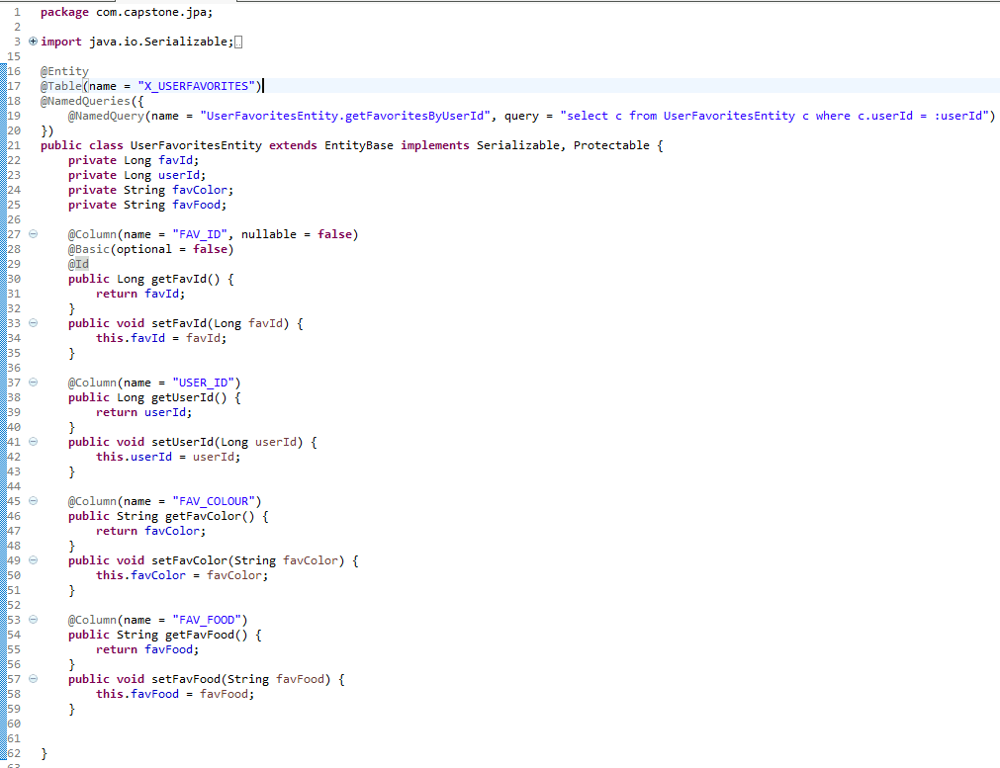 1 package com.capstone.jpa;
2
3 import java.io.Serializable;
15
16 @Entity
17 @Table(name = "X_USERFAVORITES")
18 @NamedQueries({
19     @NamedQuery(name = "UserFavoritesEntity.getFavoritesByUserId", query = "select c from UserFavoritesEntity c where c.userId = :userId")
20 })
21 public class UserFavoritesEntity extends EntityBase implements Serializable, Protectable {
22     private Long favId;
23     private Long userId;
24     private String favColor;
25     private String favFood;
26
27     @Column(name = "FAV_ID", nullable = false)
28     @Basic(optional = false)
29     @Id
30     public Long getFavId() {
31         return favId;
32     }
33     public void setFavId(Long favId) {
34         this.favId = favId;
35     }
36
37     @Column(name = "USER_ID")
38     public Long getUserId() {
39         return userId;
40     }
41     public void setUserId(Long userId) {
42         this.userId = userId;
43     }
44
45     @Column(name = "FAV_COLOUR")
46     public String getFavColor() {
47         return favColor;
48     }
49     public void setFavColor(String favColor) {
50         this.favColor = favColor;
51     }
52
53     @Column(name = "FAV_FOOD")
54     public String getFavFood() {
55         return favFood;
56     }
57     public void setFavFood(String favFood) {
58         this.favFood = favFood;
59     }
60
61
62 }
63